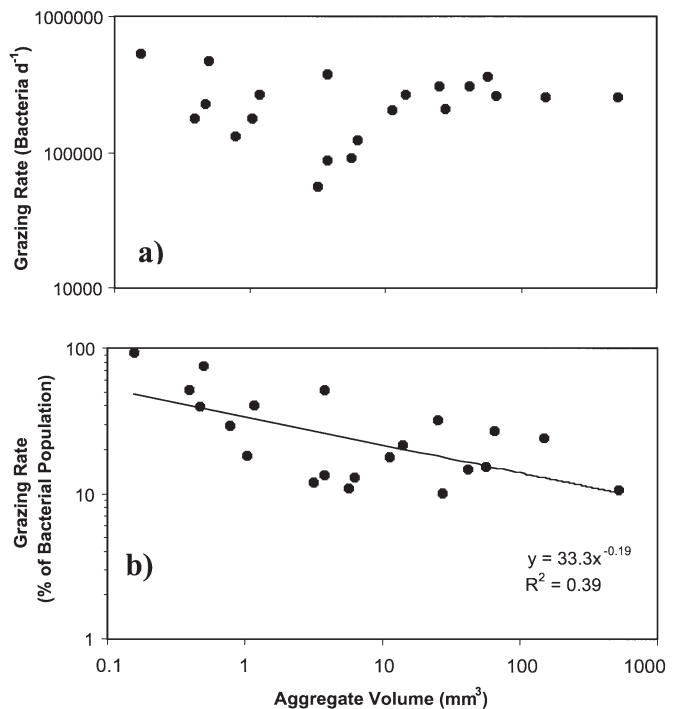 1000000
100000
10000
Grazing Rate (Bacteria d⁻¹)
a)
100
10
1
Grazing Rate
(% of Bacterial Population)
b)
y = 33.3x⁻⁰·¹⁹
R² = 0.39
0.1 1 10 100 1000
Aggregate Volume (mm³)